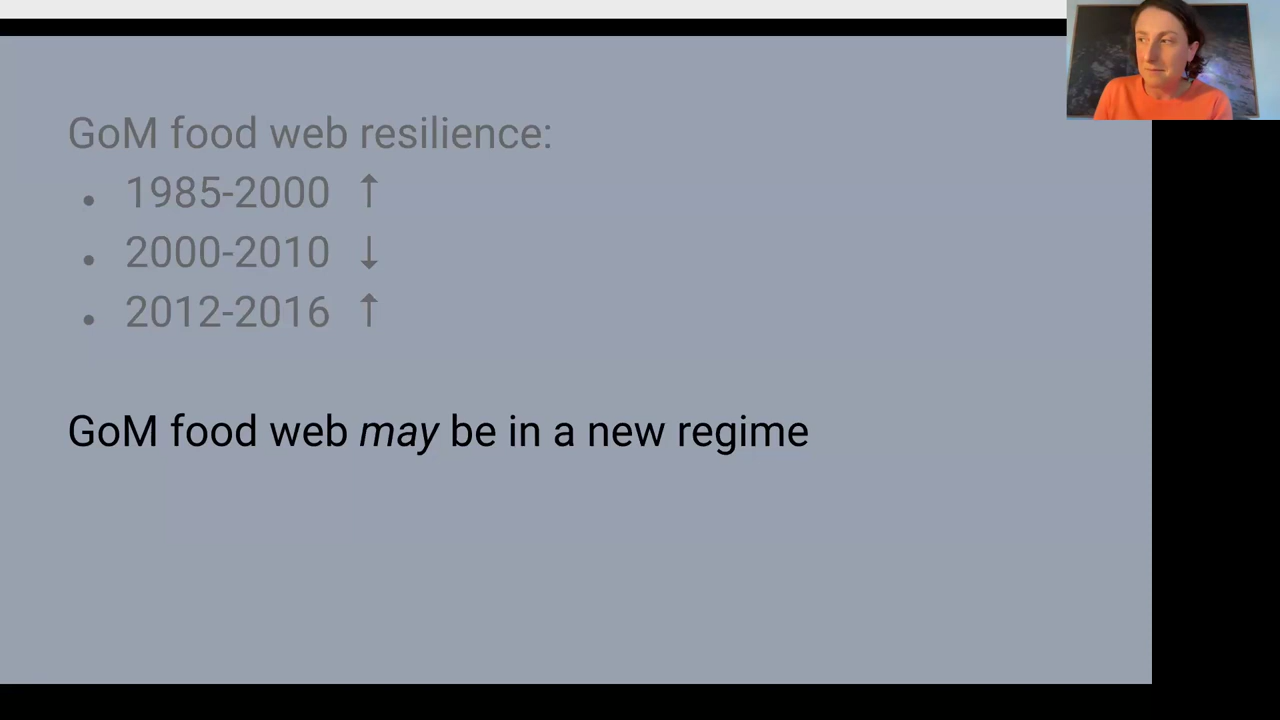 GoM food web resilience:
• 1985-2000 ↑
• 2000-2010 ↓
• 2012-2016 ↑
GoM food web may be in a new regime